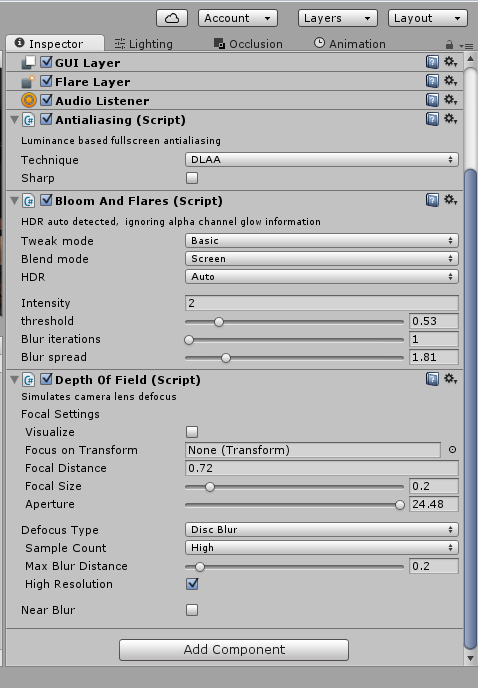 Account Layers Layout
Inspector Lighting Occlusion Animation
GUI Layer
Flare Layer
Audio Listener
Antialiasing (Script)
Luminance based fullscreen antialiasing
Technique DLAA
Sharp
Bloom And Flares (Script)
HDR auto detected, ignoring alpha channel glow information
Tweak mode Basic
Blend mode Screen
HDR Auto
Intensity 2
threshold 0.53
Blur iterations 1
Blur spread 1.81
Depth Of Field (Script)
Simulates camera lens defocus
Focal Settings
Visualize
Focus on Transform None (Transform)
Focal Distance 0.72
Focal Size 0.2
Aperture 24.48
Defocus Type Disc Blur
Sample Count High
Max Blur Distance 0.2
High Resolution
Near Blur
Add Component